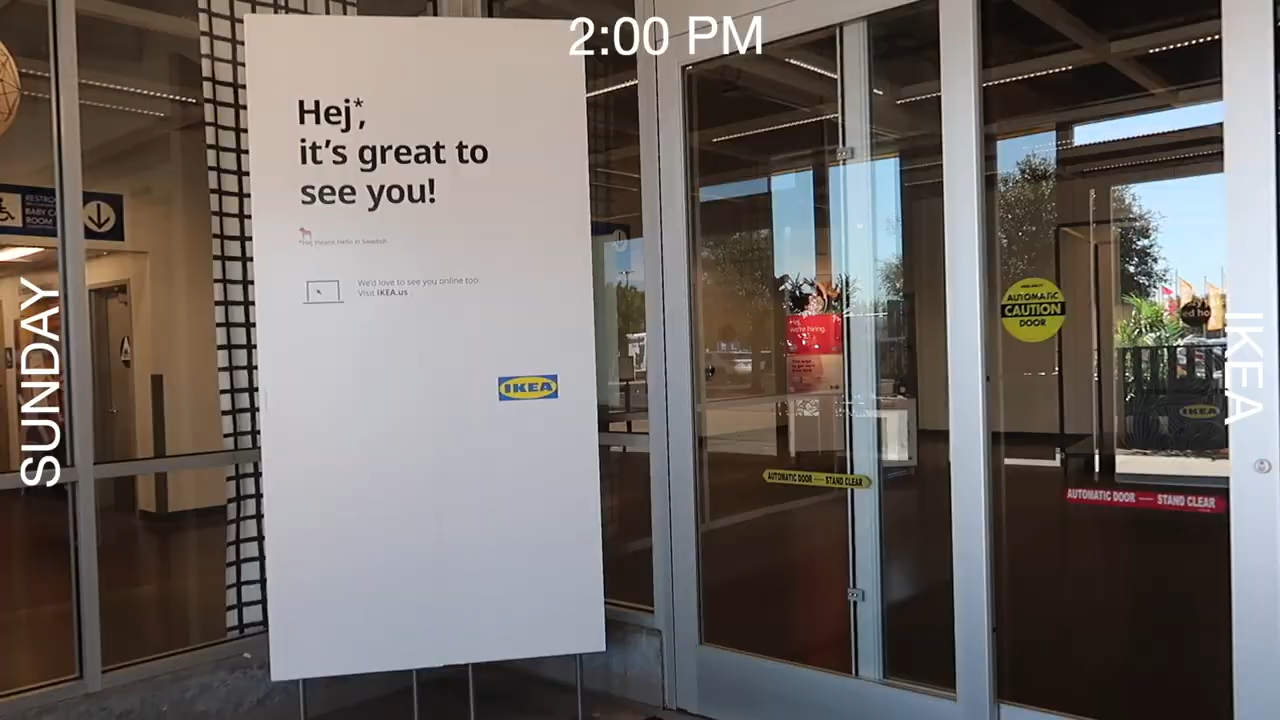 2:00 PM
SUNDAY
IKEA
Hej*,
it's great to
see you!
*Hej means Hello in Swedish
We'd love to see you online too.
Visit IKEA.us
IKEA
BABY
ROOM
Hej,
we're hiring.
AUTOMATIC
CAUTION
DOOR
AUTOMATIC DOOR — STAND CLEAR
AUTOMATIC DOOR — STAND CLEAR
IKEA